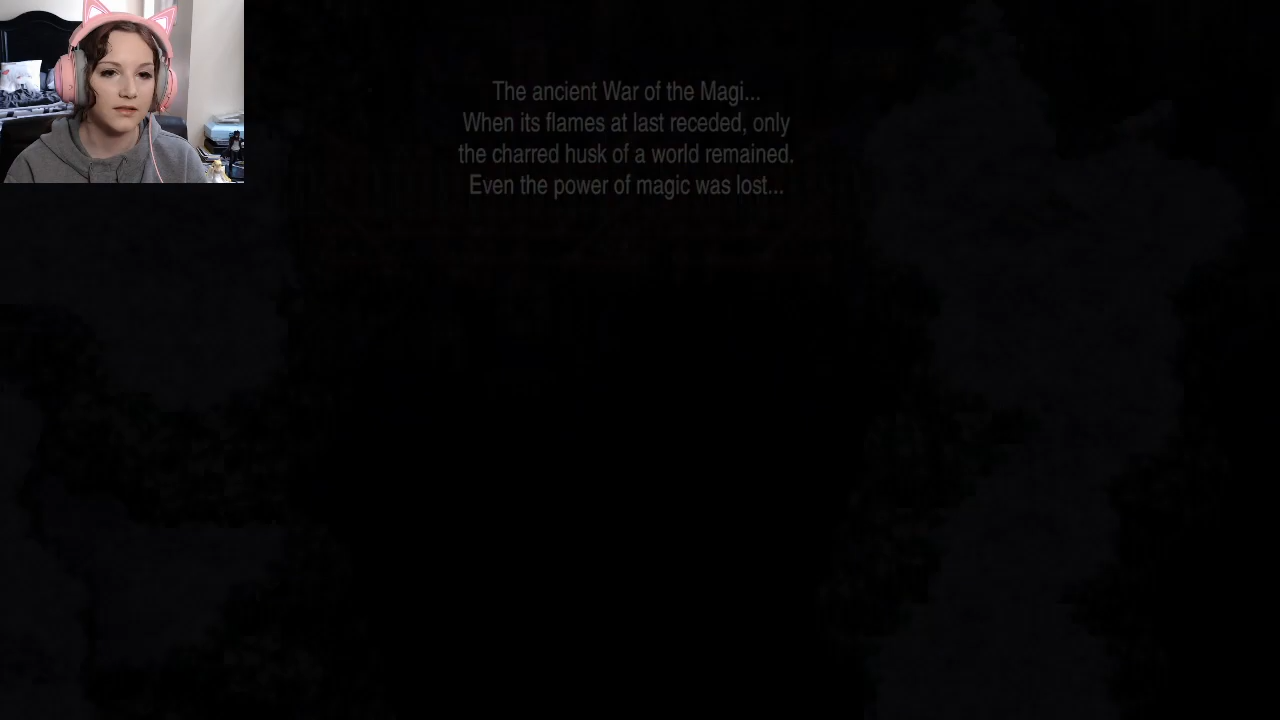 The ancient War of the Magi...
When its flames at last receded, only
the charred husk of a world remained.
Even the power of magic was lost...